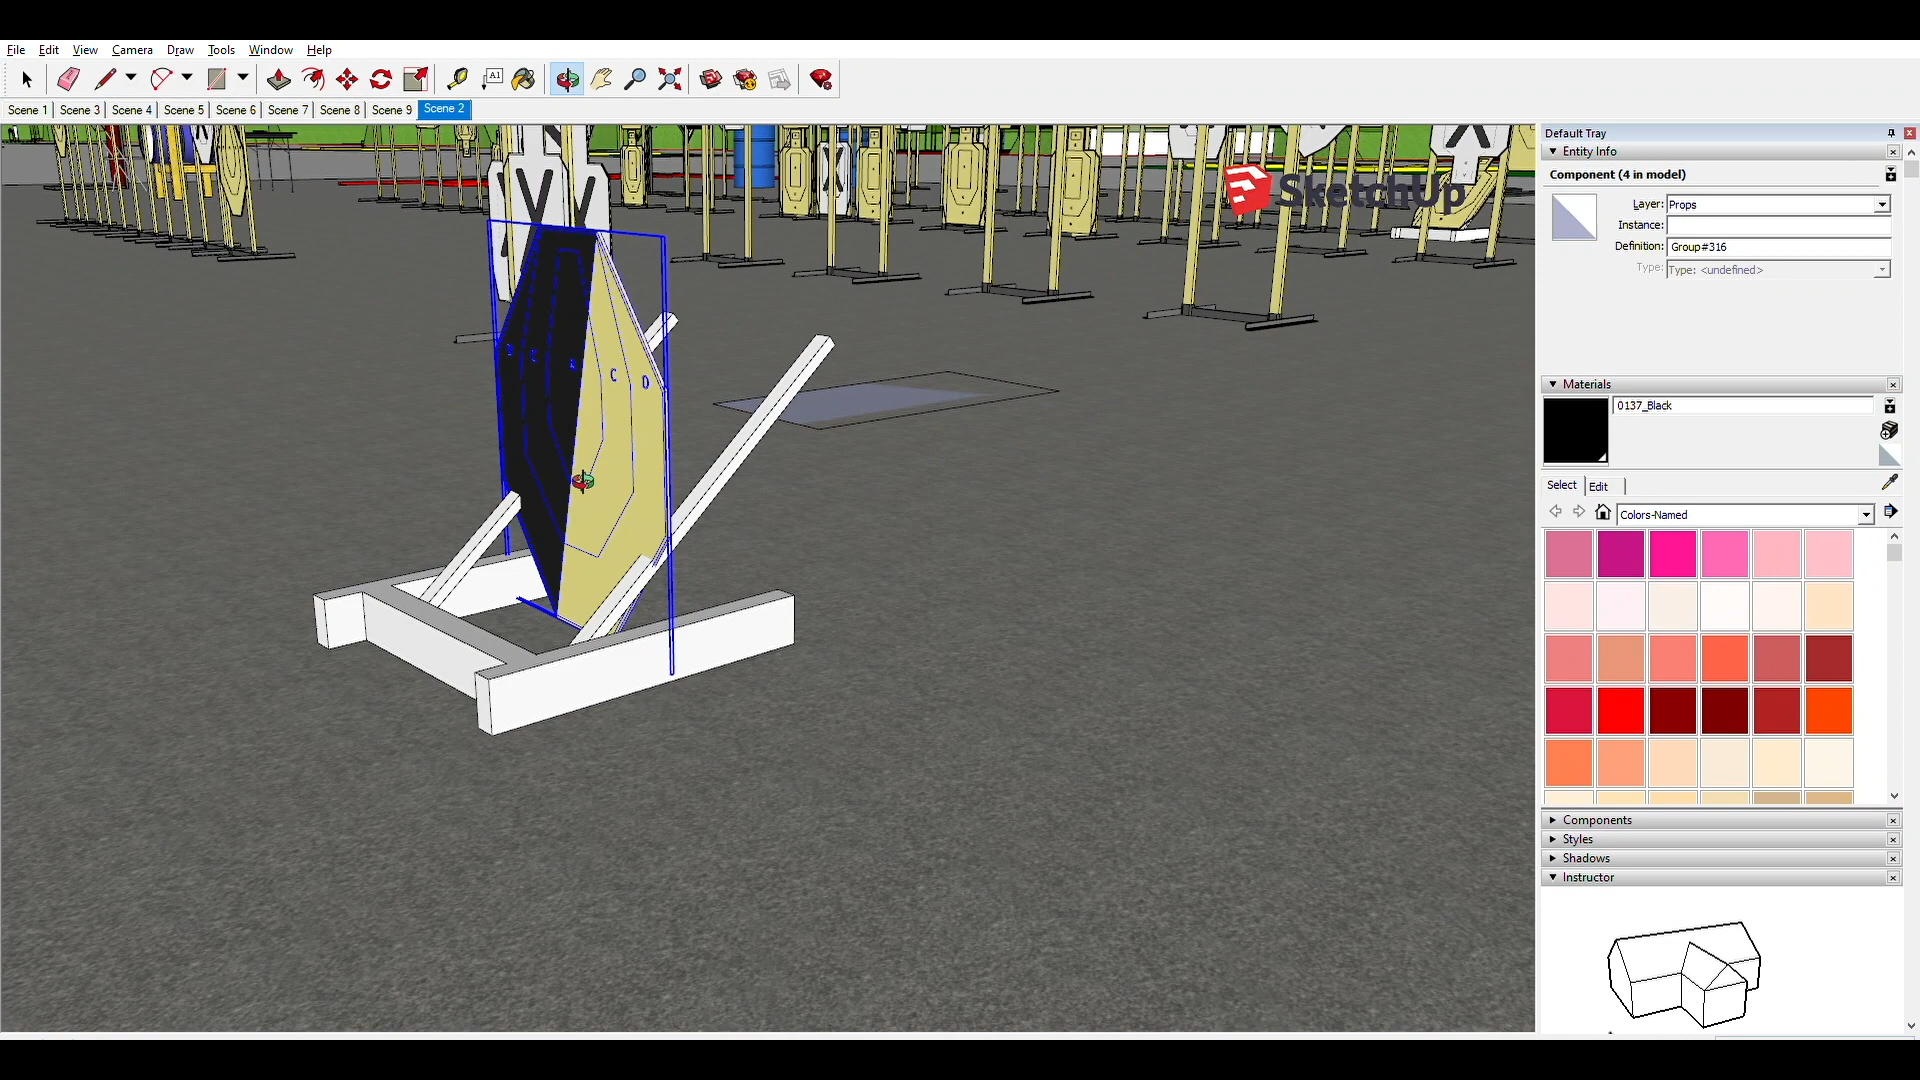 File Edit View Camera Draw Tools Window Help
A1
Scene 1 Scene 3 Scene 4 Scene 5 Scene 6 Scene 7 Scene 8 Scene 9 Scene 2
Default Tray
Entity Info
Component (4 in model)
Layer: Props
Instance:
Definition: Group#316
Type: Type: <undefined>
SketchUp
Materials
0137_Black
Select Edit
Colors-Named
C D
Components
Styles
Shadows
Instructor